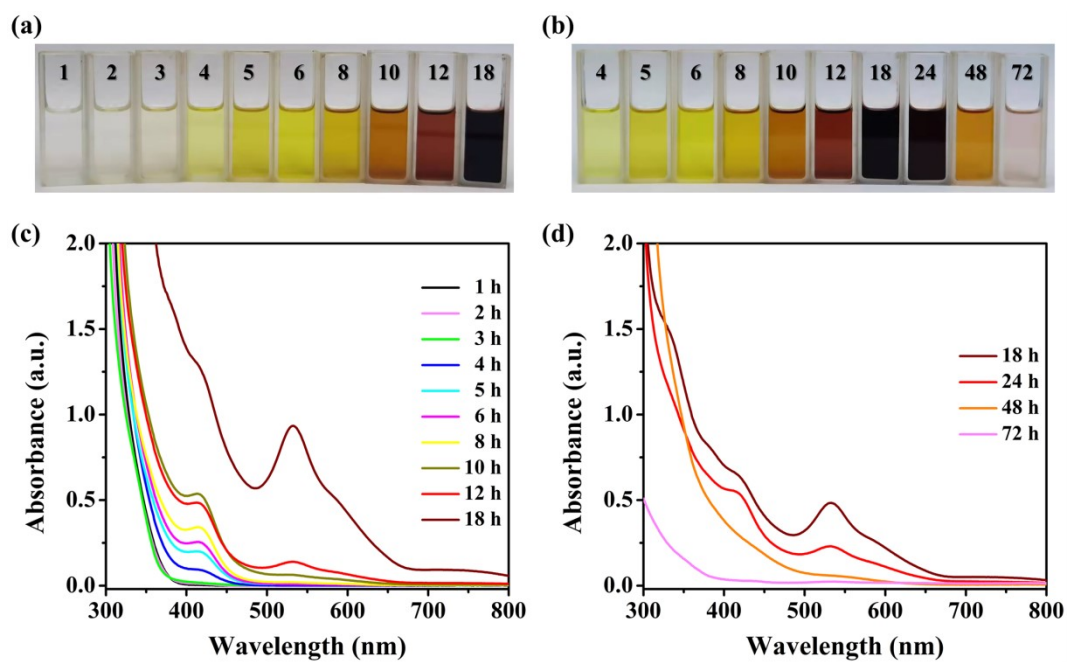 (a)
1 2 3 4 5 6 8 10 12 18
(b)
4 5 6 8 10 12 18 24 48 72
(c)
2.0
1.5
1.0
0.5
0.0
Absorbance (a.u.)
300 400 500 600 700 800
Wavelength (nm)
1 h
2 h
3 h
4 h
5 h
6 h
8 h
10 h
12 h
18 h
(d)
2.0
1.5
1.0
0.5
0.0
Absorbance (a.u.)
300 400 500 600 700 800
Wavelength (nm)
18 h
24 h
48 h
72 h